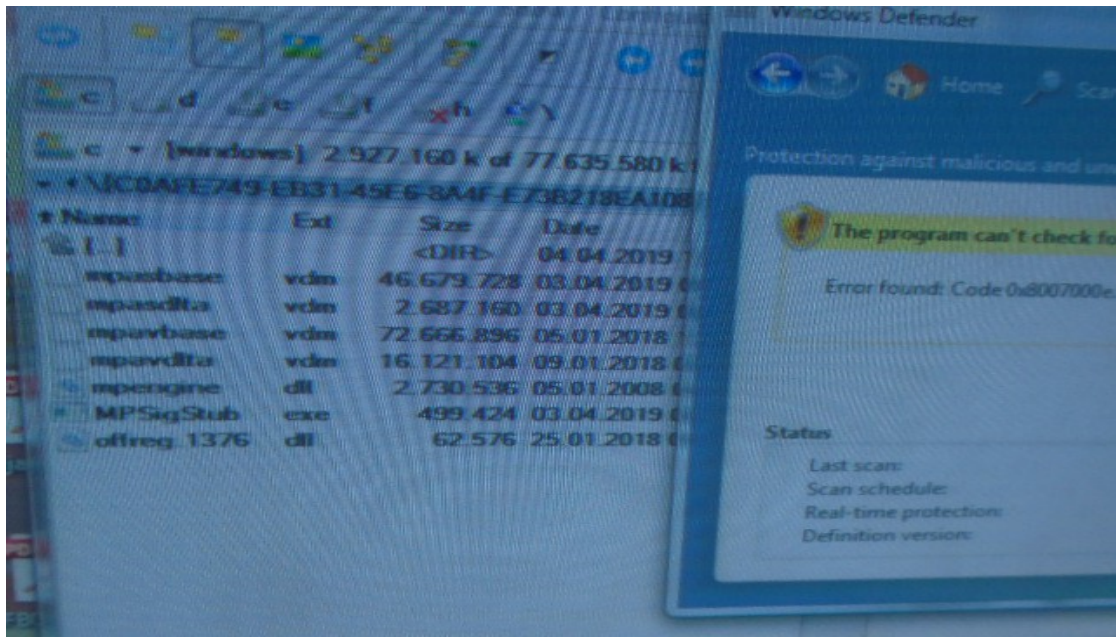 Windows Defender
c d e f h \
Home
c [windows] 2.927.160 k of 77.635.580 k
Protection against malicious and
Name Ext Size Date
[..] <DIR> 04.04.2019
mpasbase vdm 46.679.728 03.04.2019
mpasdlta vdm 2.687.160 03.04.2019
mpavbase vdm 72.666.896 05.01.2018
mpavdlta vdm 16.121.104 09.01.2018
mpengine dll 2.730.536 05.01.2008
MPSigStub exe 499.424 03.04.2019
offreg 1376 dll 62.576 25.01.2018
The program can't check fo
Error found: Code 0x8007000e
Status
Last scan:
Scan schedule:
Real-time protection:
Definition version: